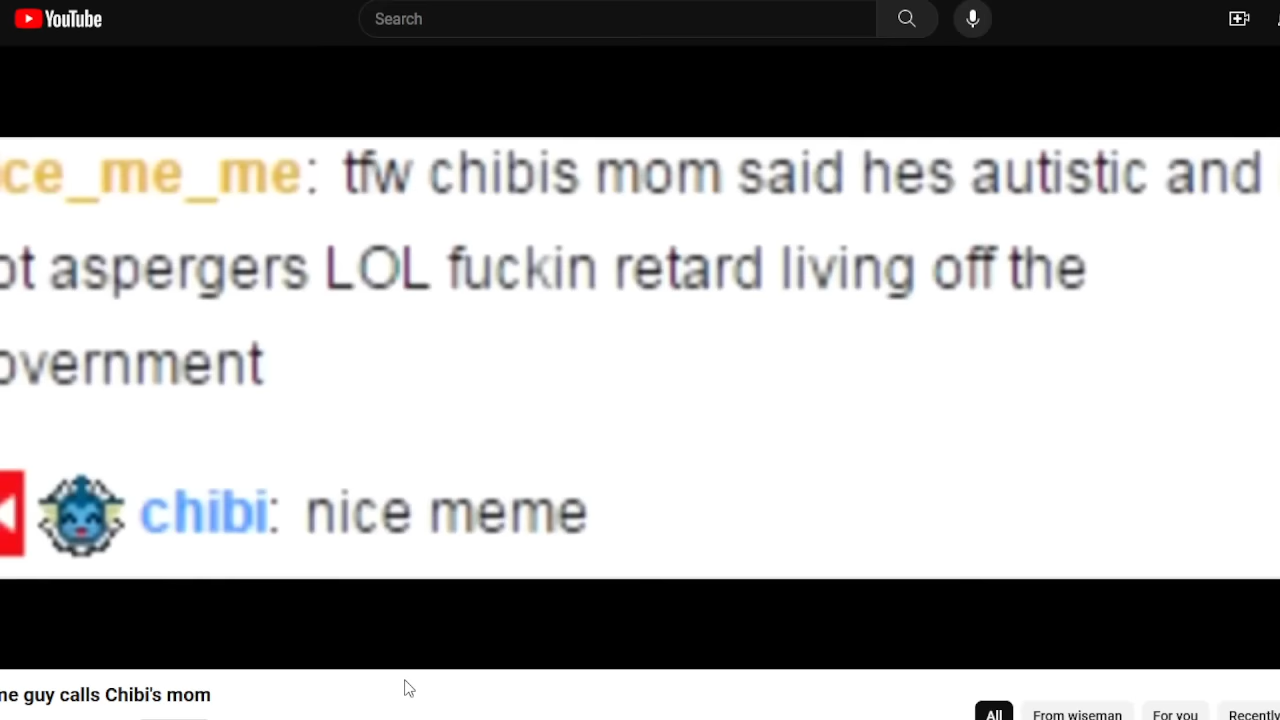 YouTube
Search
ce_me_me: tfw chibis mom said hes autistic and
ot aspergers LOL fuckin retard living off the
overnment
chibi: nice meme
ne guy calls Chibi's mom
All From wiseman For you Recently